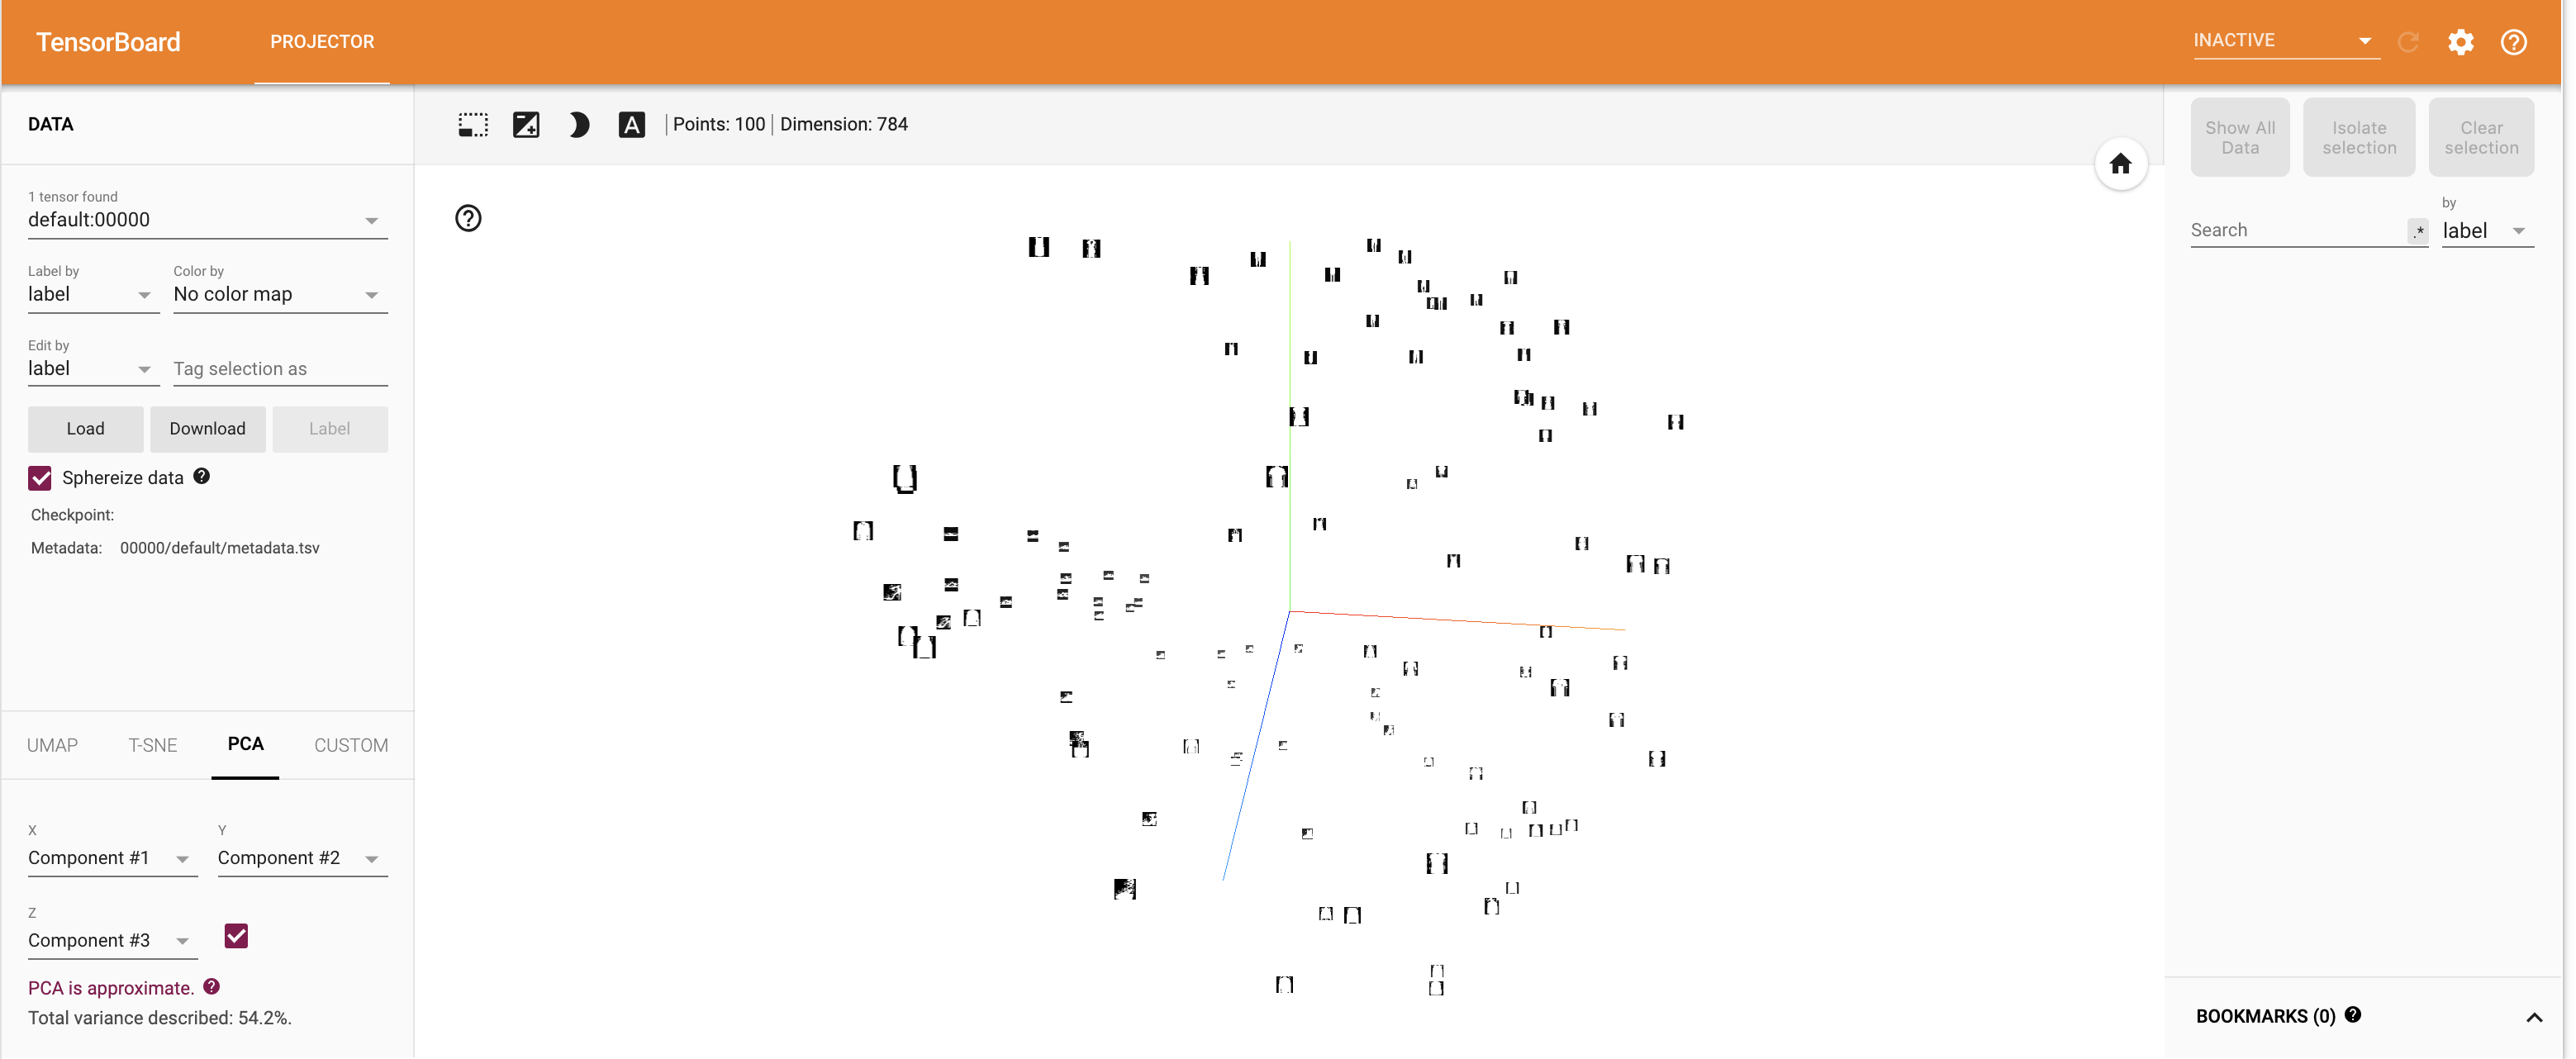 TensorBoard
PROJECTOR
INACTIVE
DATA
Points: 100 | Dimension: 784
1 tensor found
default:00000
Label by
Color by
label
No color map
Edit by
label
Tag selection as
Load
Download
Label
Sphereize data
Checkpoint:
Metadata: 00000/default/metadata.tsv
UMAP
T-SNE
PCA
CUSTOM
X
Y
Component #1
Component #2
Z
Component #3
PCA is approximate.
Total variance described: 54.2%.
Show All
Data
Isolate
selection
Clear
selection
Search
.*
by
label
BOOKMARKS (0)